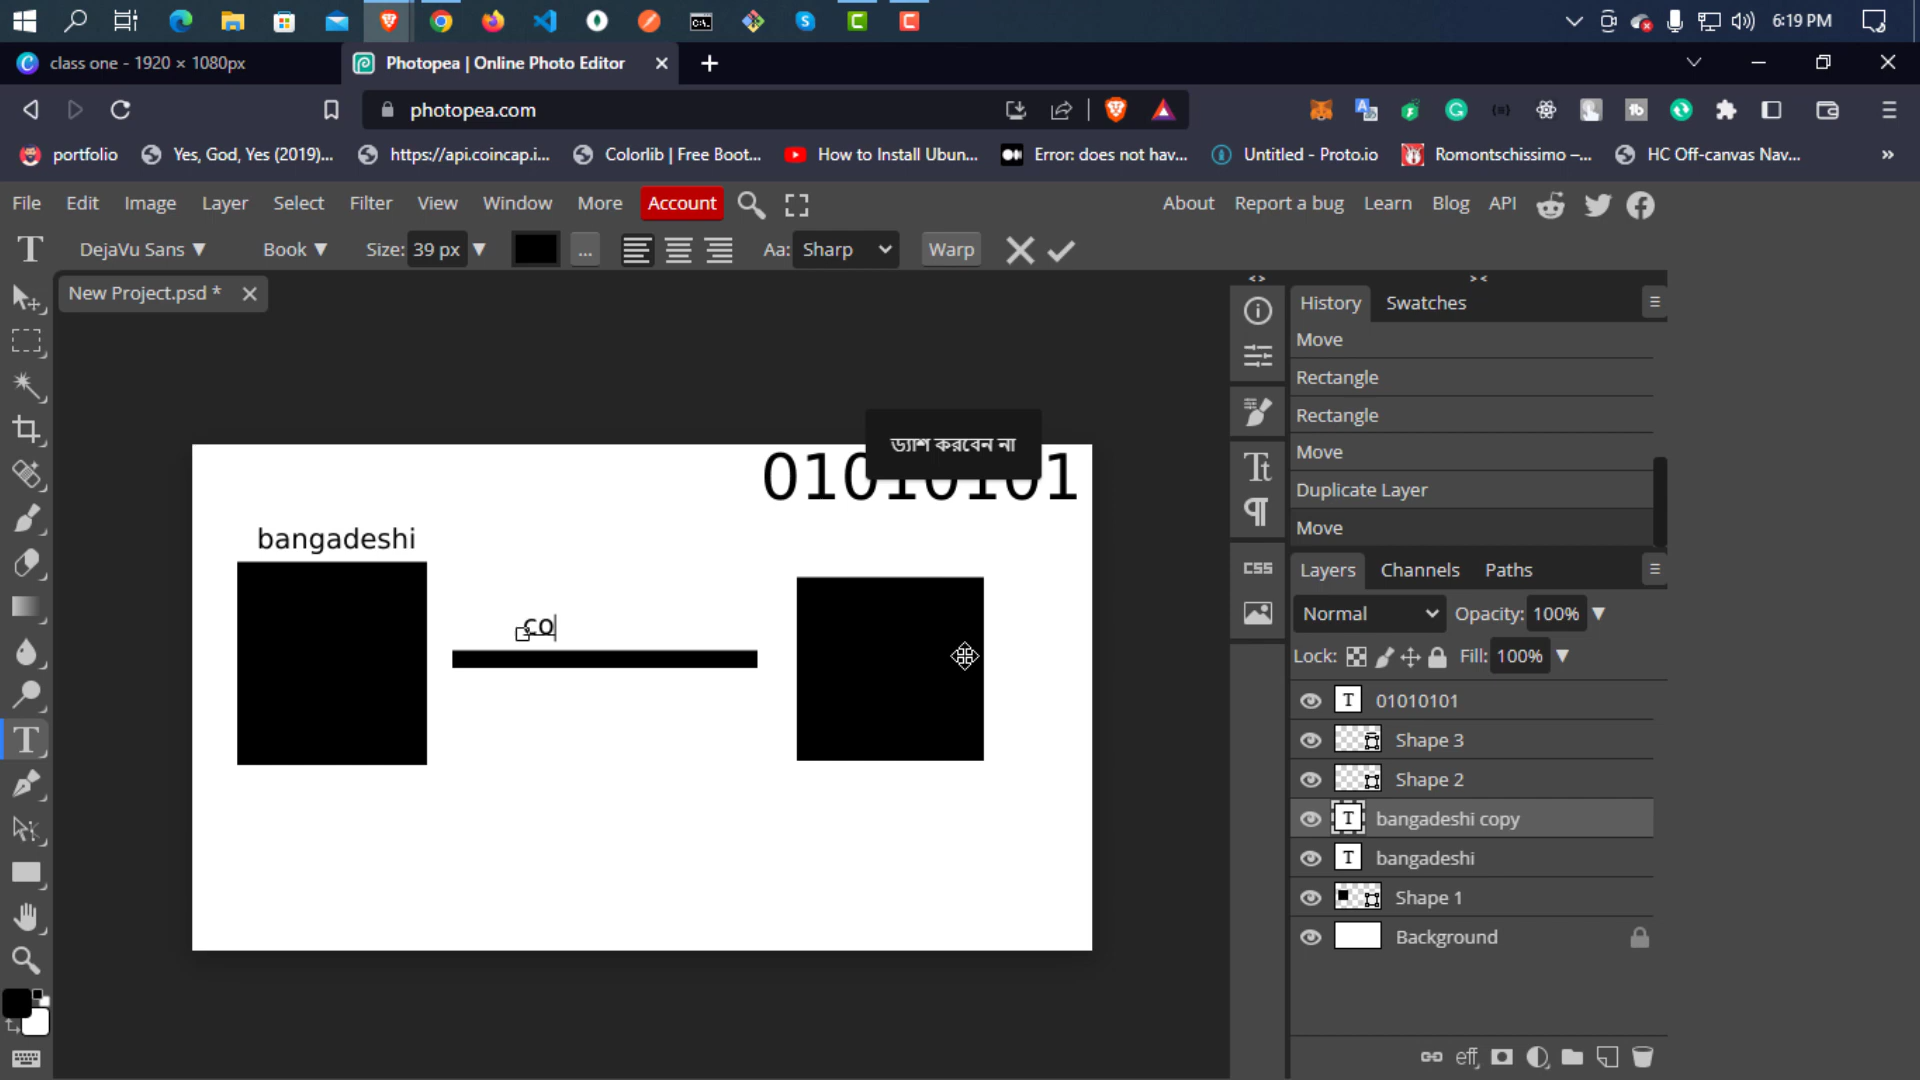 6:19 PM
class one - 1920 × 1080px
Photopea | Online Photo Editor
photopea.com
portfolio
Yes, God, Yes (2019)...
https://api.coincap.i...
Colorlib | Free Boot...
How to Install Ubun...
Error: does not hav...
Untitled - Proto.io
Romontschissimo –...
HC Off-canvas Nav...
»
File Edit Image Layer Select Filter View Window More Account
About Report a bug Learn Blog API
DejaVu Sans Book Size: 39 px ... Aa: Sharp Warp
New Project.psd *
History Swatches
Move
Rectangle
Rectangle
Move
Duplicate Layer
Move
ড্যাশ করবেন না
01010101
bangadeshi
co
CSS
Layers Channels Paths
Normal Opacity: 100%
Lock: Fill: 100%
01010101
Shape 3
Shape 2
bangadeshi copy
bangadeshi
Shape 1
Background
eff